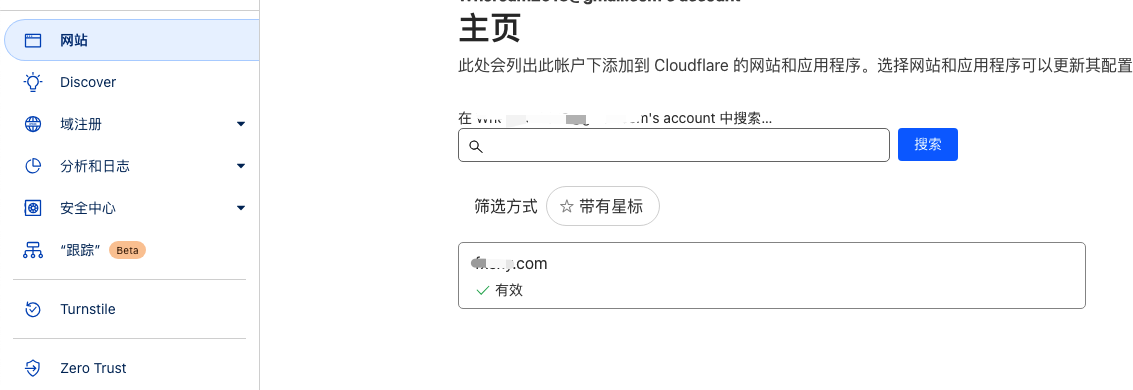 网站
Discover
域注册
分析和日志
安全中心
“跟踪” Beta
Turnstile
Zero Trust
account
主页
此处会列出此帐户下添加到 Cloudflare 的网站和应用程序。选择网站和应用程序可以更新其配置
在 's account 中搜索...
搜索
筛选方式 ☆ 带有星标
.com
有效